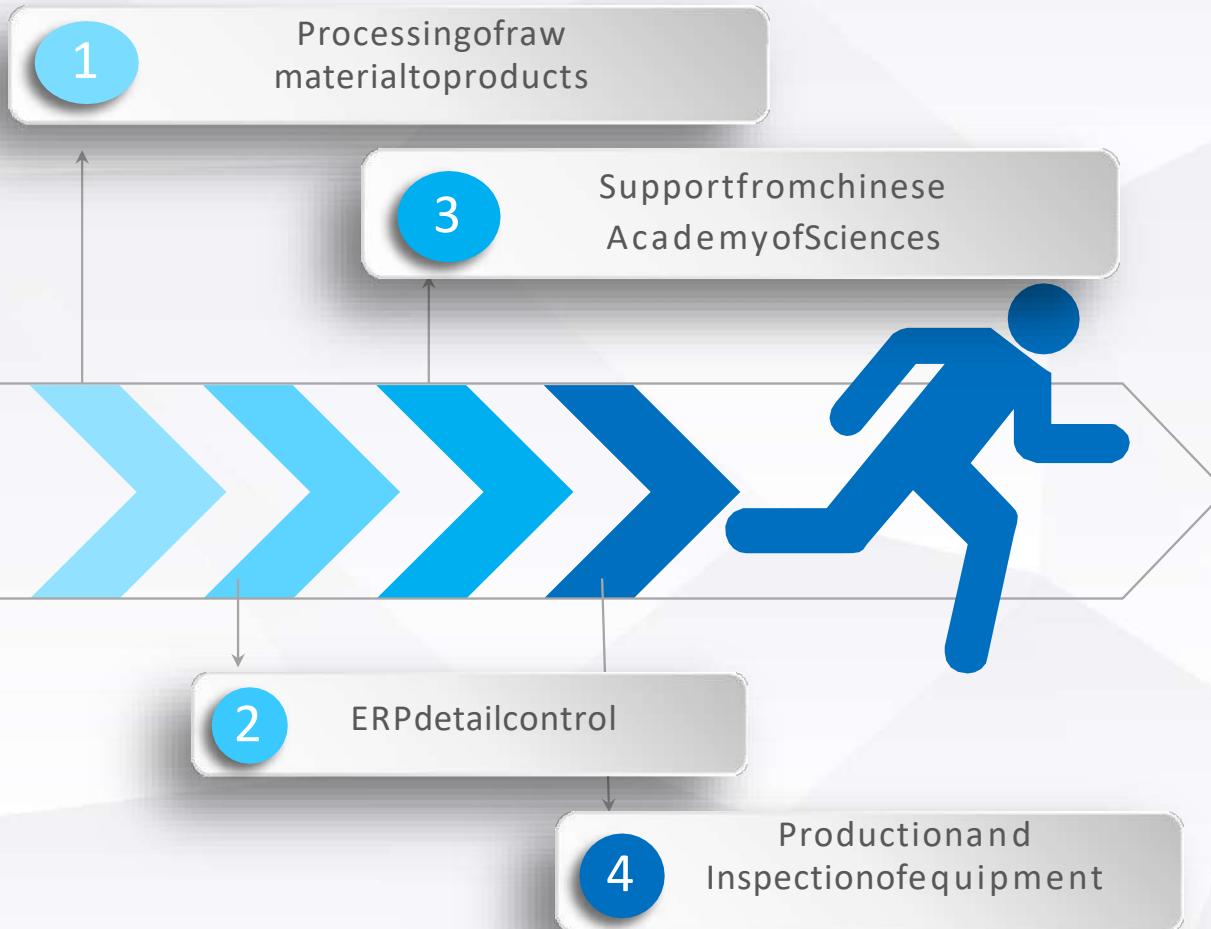 1
Processingofraw
materialtoproducts
3
Supportfromchinese
AcademyofSciences
2
ERPdetailcontrol
4
Productionand
Inspectionofequipment